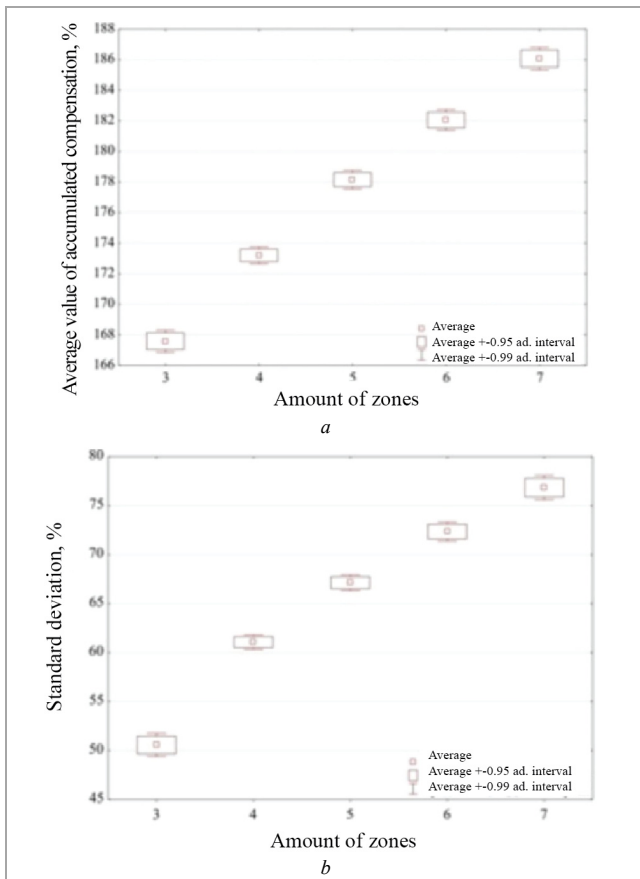 Average value of accumulated compensation, %
188
186
184
182
180
178
176
174
172
170
168
166
Average
Average +-0.95 ad. interval
Average +-0.99 ad. interval
3 4 5 6 7
Amount of zones
a
Standard deviation, %
80
75
70
65
60
55
50
45
Average
Average +-0.95 ad. interval
Average +-0.99 ad. interval
3 4 5 6 7
Amount of zones
b